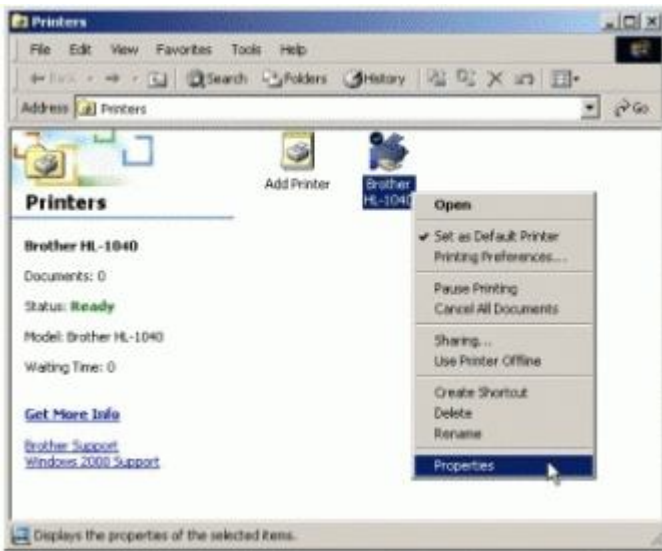 Printers
File Edit View Favorites Tools Help
Back Search Folders History
Address Printers Go
Add Printer
Brother
HL-1040
Printers
Brother HL-1040
Documents: 0
Status: Ready
Model: Brother HL-1040
Waiting Time: 0
Get More Info
Brother Support
Windows 2000 Support
Open
Set as Default Printer
Printing Preferences...
Pause Printing
Cancel All Documents
Sharing...
Use Printer Offline
Create Shortcut
Delete
Rename
Properties
Displays the properties of the selected items.